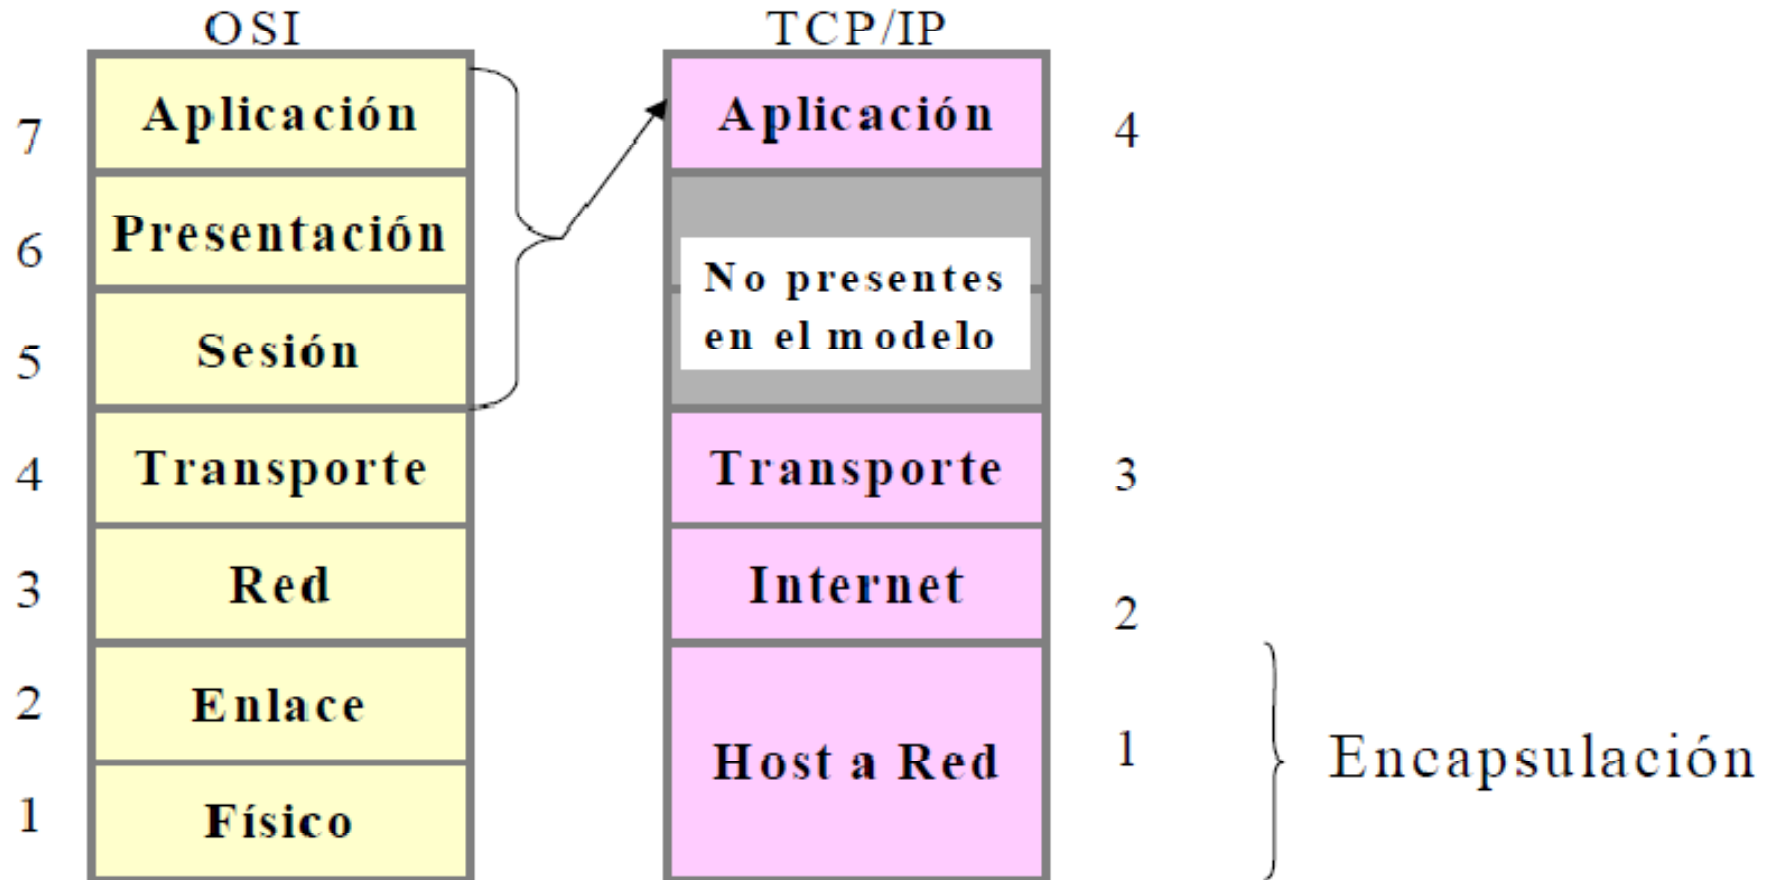 OSI
TCP/IP
7
Aplicación
Aplicación
4
6
Presentación
No presentes
en el modelo
5
Sesión
4
Transporte
Transporte
3
3
Red
Internet
2
2
Enlace
Host a Red
1
Encapsulación
1
Físico